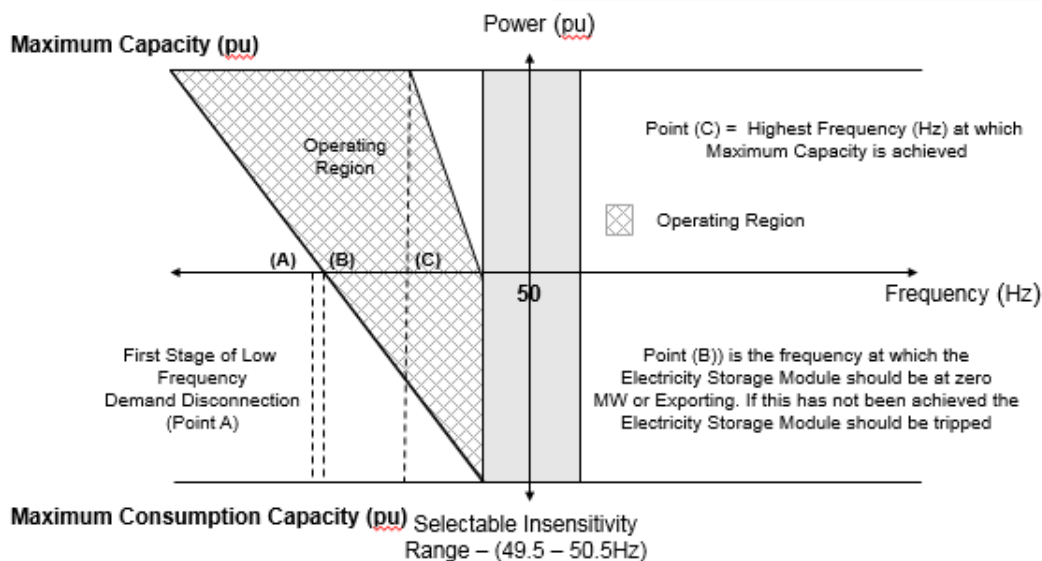 Power (pu)
Maximum Capacity (pu)
Operating
Region
Point (C) = Highest Frequency (Hz) at which
Maximum Capacity is achieved
Operating Region
(A)
(B)
(C)
50
Frequency (Hz)
First Stage of Low
Frequency
Demand Disconnection
(Point A)
Point (B)) is the frequency at which the
Electricity Storage Module should be at zero
MW or Exporting. If this has not been achieved the
Electricity Storage Module should be tripped
Maximum Consumption Capacity (pu)
Selectable Insensitivity
Range – (49.5 – 50.5Hz)